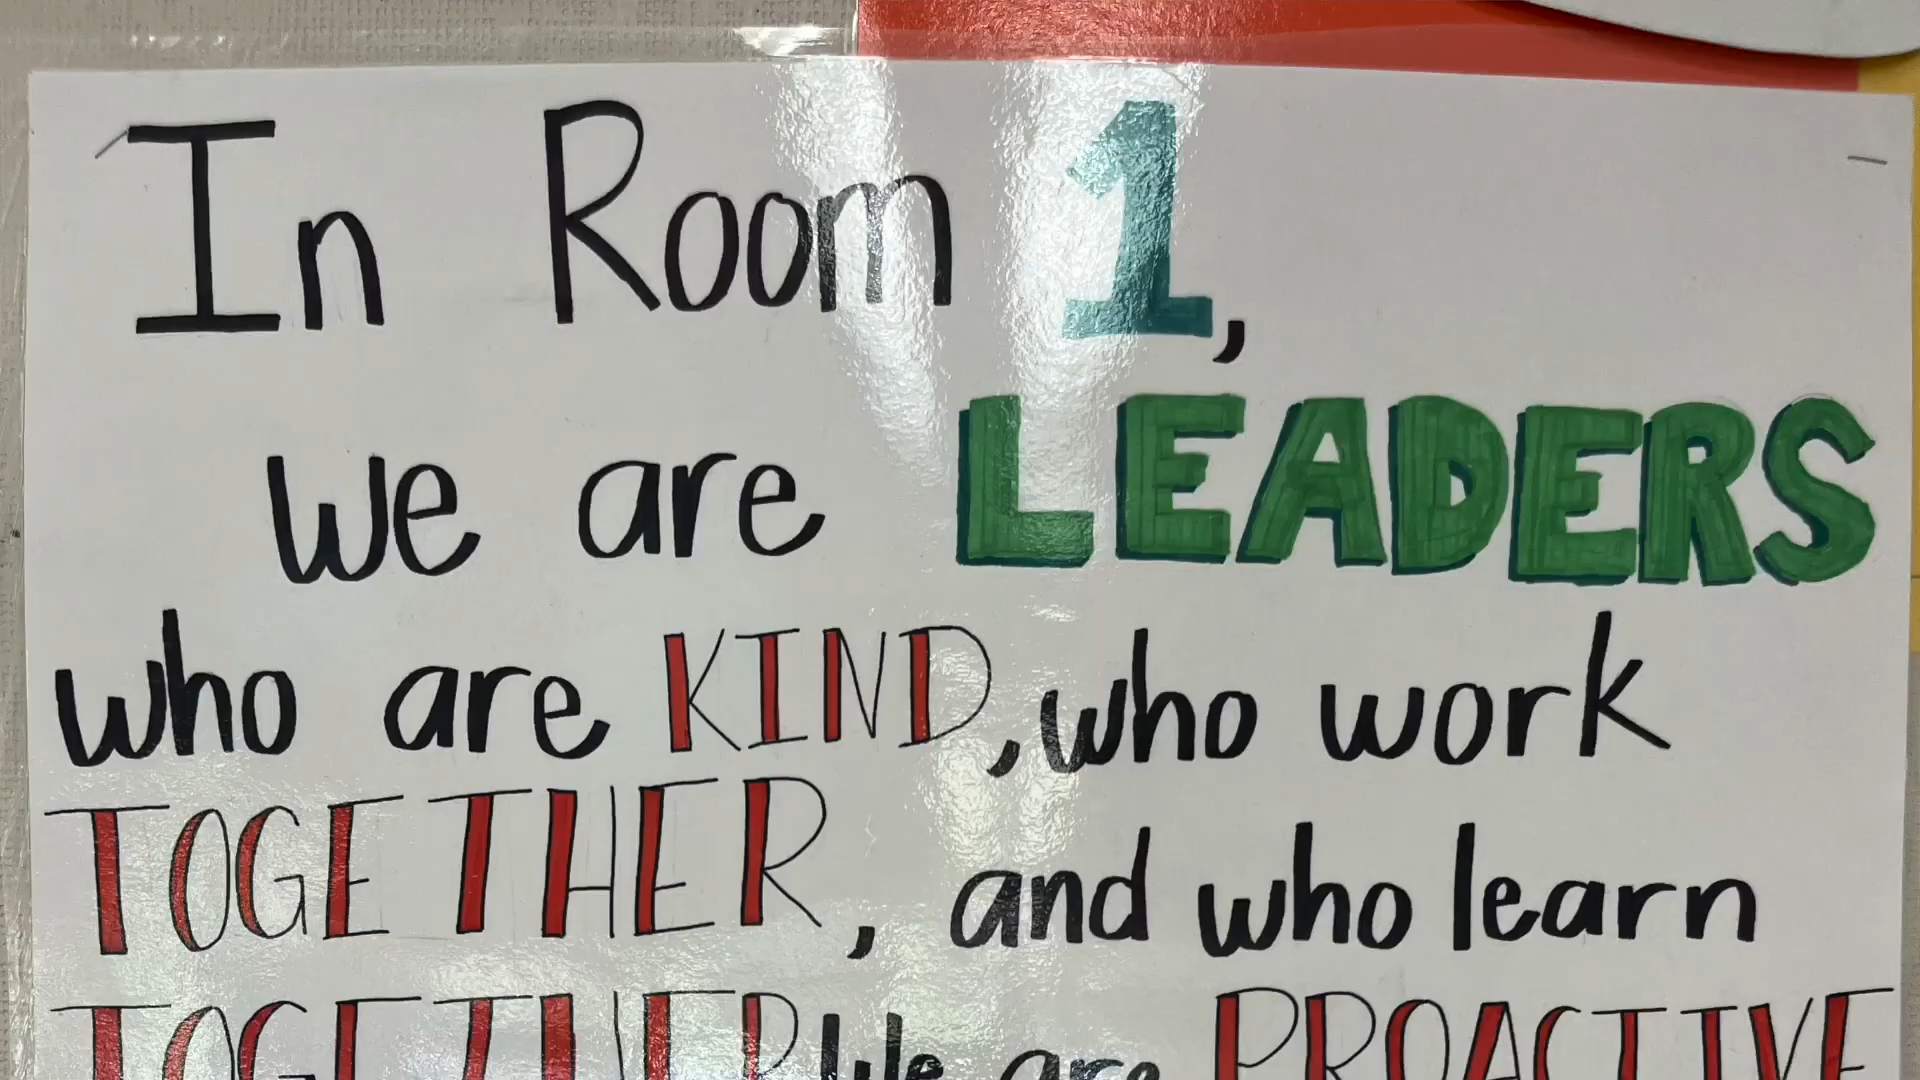 In Room 1,
we are LEADERS
who are KIND, who work
TOGETHER, and who learn
TOGETHER We are PROACTIVE